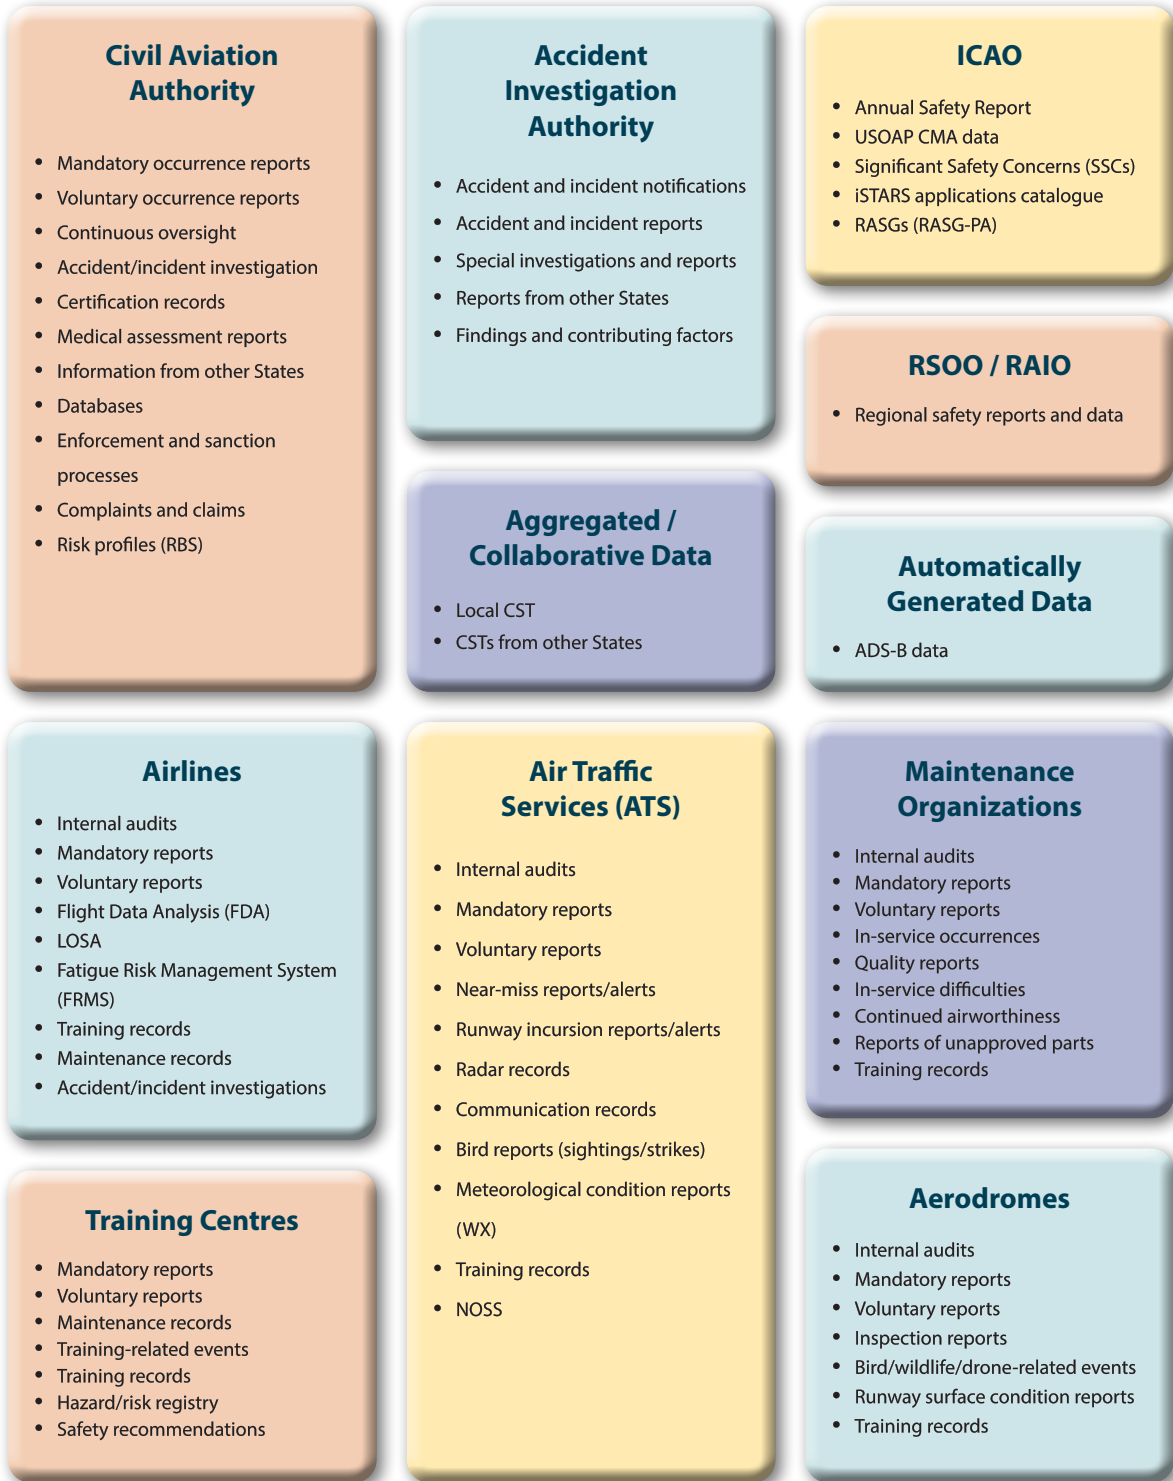 Civil Aviation
Authority
• Mandatory occurrence reports
• Voluntary occurrence reports
• Continuous oversight
• Accident/incident investigation
• Certification records
• Medical assessment reports
• Information from other States
• Databases
• Enforcement and sanction
processes
• Complaints and claims
• Risk profiles (RBS)
Accident
Investigation
Authority
• Accident and incident notifications
• Accident and incident reports
• Special investigations and reports
• Reports from other States
• Findings and contributing factors
ICAO
• Annual Safety Report
• USOAP CMA data
• Significant Safety Concerns (SSCs)
• iSTARS applications catalogue
• RASGs (RASG-PA)
RSOO / RAIO
• Regional safety reports and data
Aggregated /
Collaborative Data
• Local CST
• CSTs from other States
Automatically
Generated Data
• ADS-B data
Airlines
• Internal audits
• Mandatory reports
• Voluntary reports
• Flight Data Analysis (FDA)
• LOSA
• Fatigue Risk Management System
(FRMS)
• Training records
• Maintenance records
• Accident/incident investigations
Air Traffic
Services (ATS)
• Internal audits
• Mandatory reports
• Voluntary reports
• Near-miss reports/alerts
• Runway incursion reports/alerts
• Radar records
• Communication records
• Bird reports (sightings/strikes)
• Meteorological condition reports
(WX)
• Training records
• NOSS
Maintenance
Organizations
• Internal audits
• Mandatory reports
• Voluntary reports
• In-service occurrences
• Quality reports
• In-service difficulties
• Continued airworthiness
• Reports of unapproved parts
• Training records
Training Centres
• Mandatory reports
• Voluntary reports
• Maintenance records
• Training-related events
• Training records
• Hazard/risk registry
• Safety recommendations
Aerodromes
• Internal audits
• Mandatory reports
• Voluntary reports
• Inspection reports
• Bird/wildlife/drone-related events
• Runway surface condition reports
• Training records